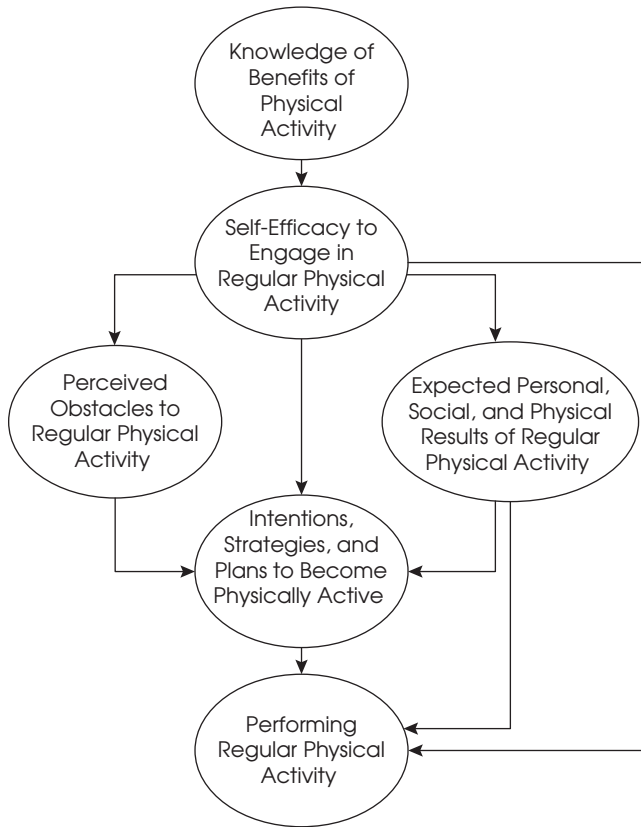 Knowledge of
Benefits of
Physical
Activity
Self-Efficacy to
Engage in
Regular Physical
Activity
Perceived
Obstacles to
Regular Physical
Activity
Expected Personal,
Social, and Physical
Results of Regular
Physical Activity
Intentions,
Strategies, and
Plans to Become
Physically Active
Performing
Regular Physical
Activity